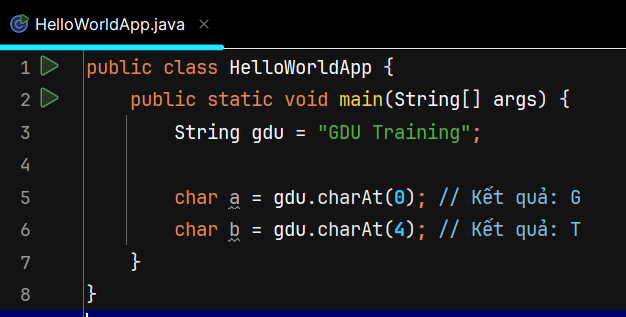 HelloWorldApp.java
1 public class HelloWorldApp {
2     public static void main(String[] args) {
3         String gdu = "GDU Training";
4
5         char a = gdu.charAt(0); // Kết quả: G
6         char b = gdu.charAt(4); // Kết quả: T
7     }
8 }